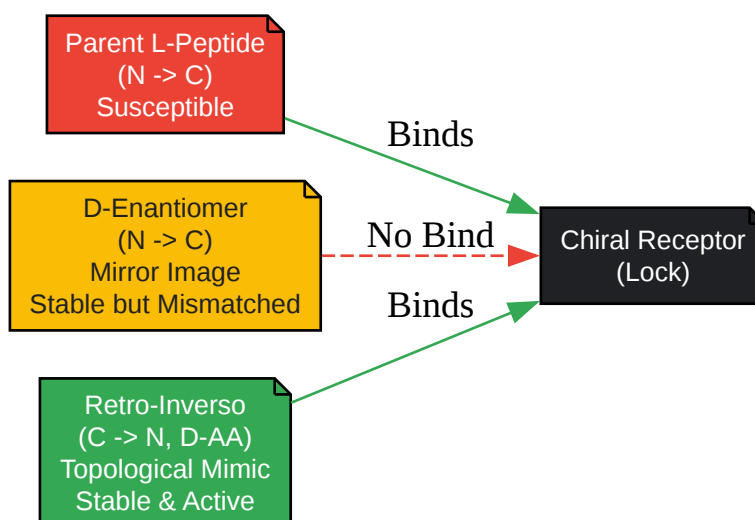 Parent L-Peptide
(N -> C)
Susceptible
Binds
D-Enantiomer
(N -> C)
Mirror Image
Stable but Mismatched
No Bind
Chiral Receptor
(Lock)
Binds
Retro-Inverso
(C -> N, D-AA)
Topological Mimic
Stable & Active